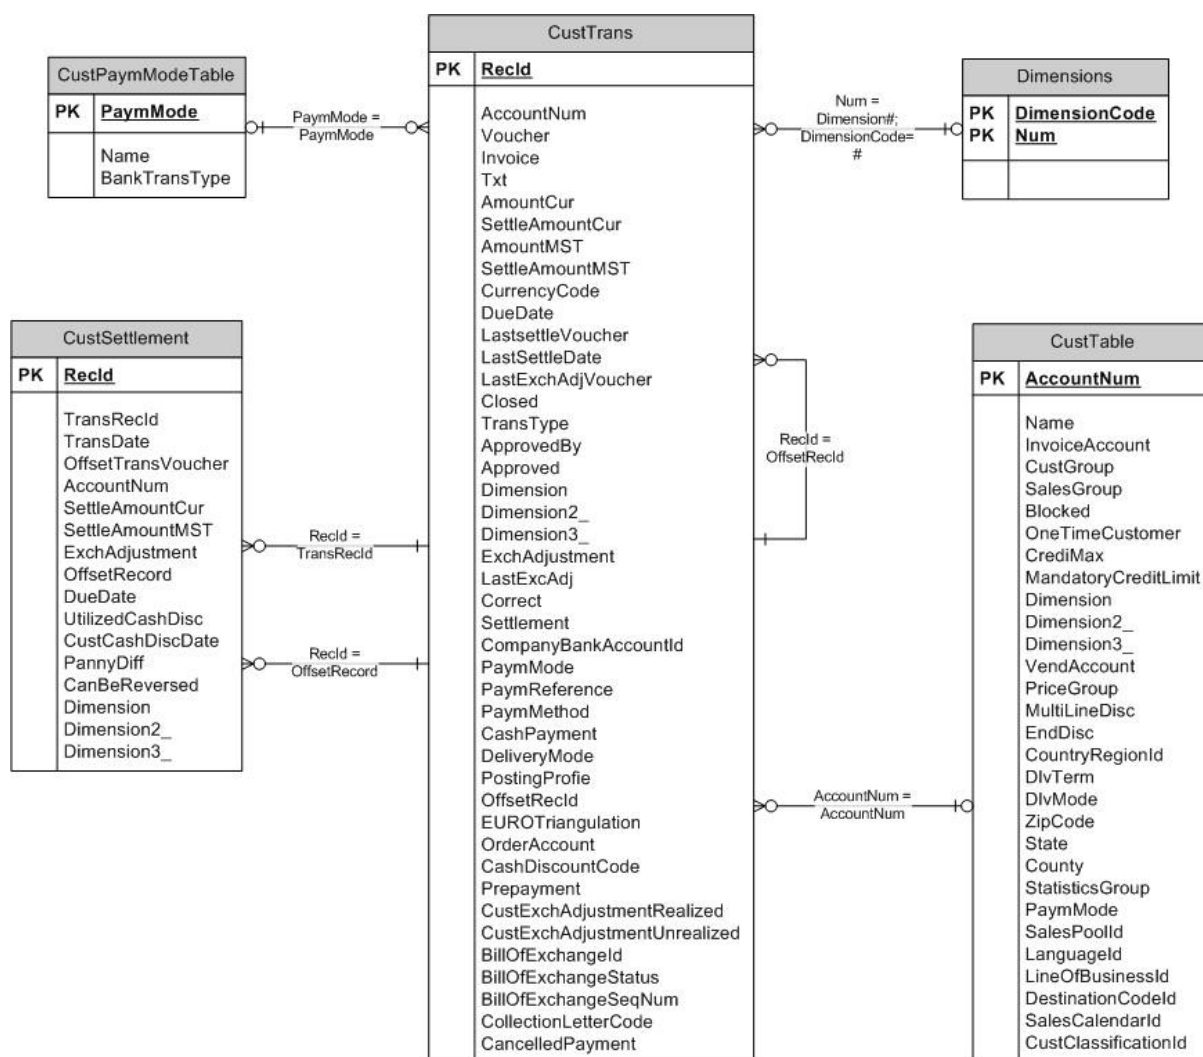 CustPaymModeTable
PK PaymMode
Name
BankTransType
PaymMode =
PaymMode
CustTrans
PK RecId
AccountNum
Voucher
Invoice
Txt
AmountCur
SettleAmountCur
AmountMST
SettleAmountMST
CurrencyCode
DueDate
LastsettleVoucher
LastSettleDate
LastExchAdjVoucher
Closed
TransType
ApprovedBy
Approved
Dimension
Dimension2_
Dimension3_
ExchAdjustment
LastExcAdj
Correct
Settlement
CompanyBankAccountId
PaymMode
PaymReference
PaymMethod
CashPayment
DeliveryMode
PostingProfie
OffsetRecId
EUROTriangulation
OrderAccount
CashDiscountCode
Prepayment
CustExchAdjustmentRealized
CustExchAdjustmentUnrealized
BillOfExchangeId
BillOfExchangeStatus
BillOfExchangeSeqNum
CollectionLetterCode
CancelledPayment
Num =
Dimension#;
DimensionCode=
#
Dimensions
PK DimensionCode
PK Num
CustSettlement
PK RecId
TransRecId
TransDate
OffsetTransVoucher
AccountNum
SettleAmountCur
SettleAmountMST
ExchAdjustment
OffsetRecord
DueDate
UtilizedCashDisc
CustCashDiscDate
PannyDiff
CanBeReversed
Dimension
Dimension2_
Dimension3_
RecId =
TransRecId
RecId =
OffsetRecord
RecId =
OffsetRecId
AccountNum =
AccountNum
CustTable
PK AccountNum
Name
InvoiceAccount
CustGroup
SalesGroup
Blocked
OneTimeCustomer
CrediMax
MandatoryCreditLimit
Dimension
Dimension2_
Dimension3_
VendAccount
PriceGroup
MultiLineDisc
EndDisc
CountryRegionId
DlvTerm
DlvMode
ZipCode
State
County
StatisticsGroup
PaymMode
SalesPoolId
LanguageId
LineOfBusinessId
DestinationCodeId
SalesCalendarId
CustClassificationId